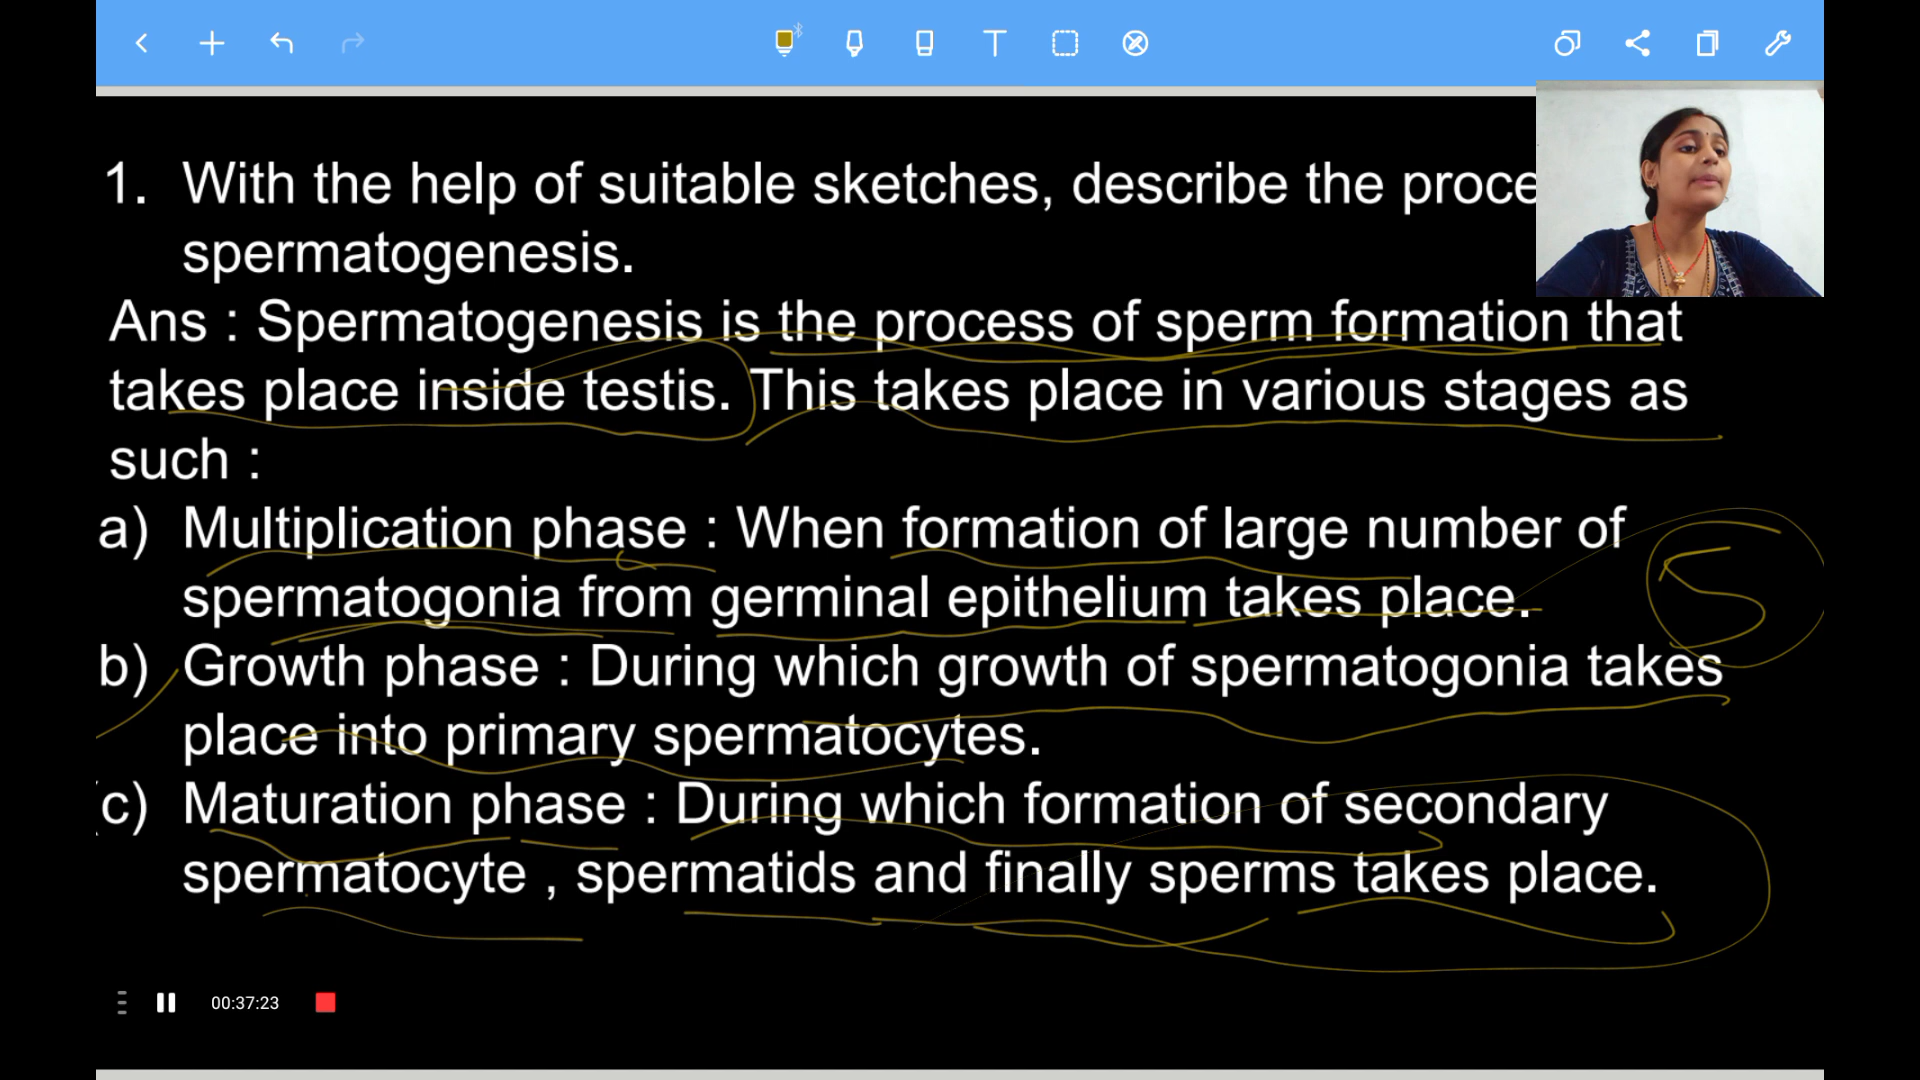 1. With the help of suitable sketches, describe the
spermatogenesis.
Ans : Spermatogenesis is the process of sperm formation that
takes place inside testis. This takes place in various stages as
such :
a) Multiplication phase : When formation of large number of
spermatogonia from germinal epithelium takes place.
5
b) Growth phase : During which growth of spermatogonia takes
place into primary spermatocytes.
(c) Maturation phase : During which formation of secondary
spermatocyte , spermatids and finally sperms takes place.
00:37:23